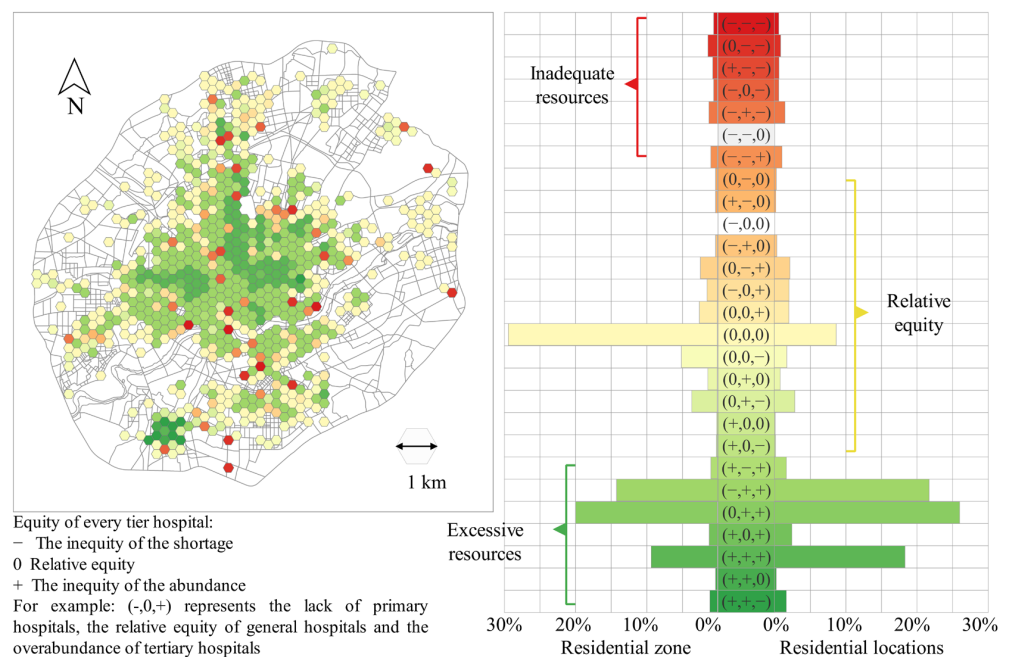 N
1 km
Equity of every tier hospital:
− The inequity of the shortage
0 Relative equity
+ The inequity of the abundance
For example: (-,0,+) represents the lack of primary
hospitals, the relative equity of general hospitals and the
overabundance of tertiary hospitals
Inadequate
resources
Relative
equity
Excessive
resources
(−,−,−)
(0,−,−)
(+,−,−)
(−,0,−)
(−,+,−)
(−,−,0)
(−,−,+)
(0,−,0)
(+,−,0)
(−,0,0)
(−,+,0)
(0,−,+)
(−,0,+)
(0,0,+)
(0,0,0)
(0,0,−)
(0,+,0)
(0,+,−)
(+,0,0)
(+,0,−)
(+,−,+)
(−,+,+)
(0,+,+)
(+,0,+)
(+,+,+)
(+,+,0)
(+,+,−)
30% 20% 10% 0% 0% 10% 20% 30%
Residential zone Residential locations